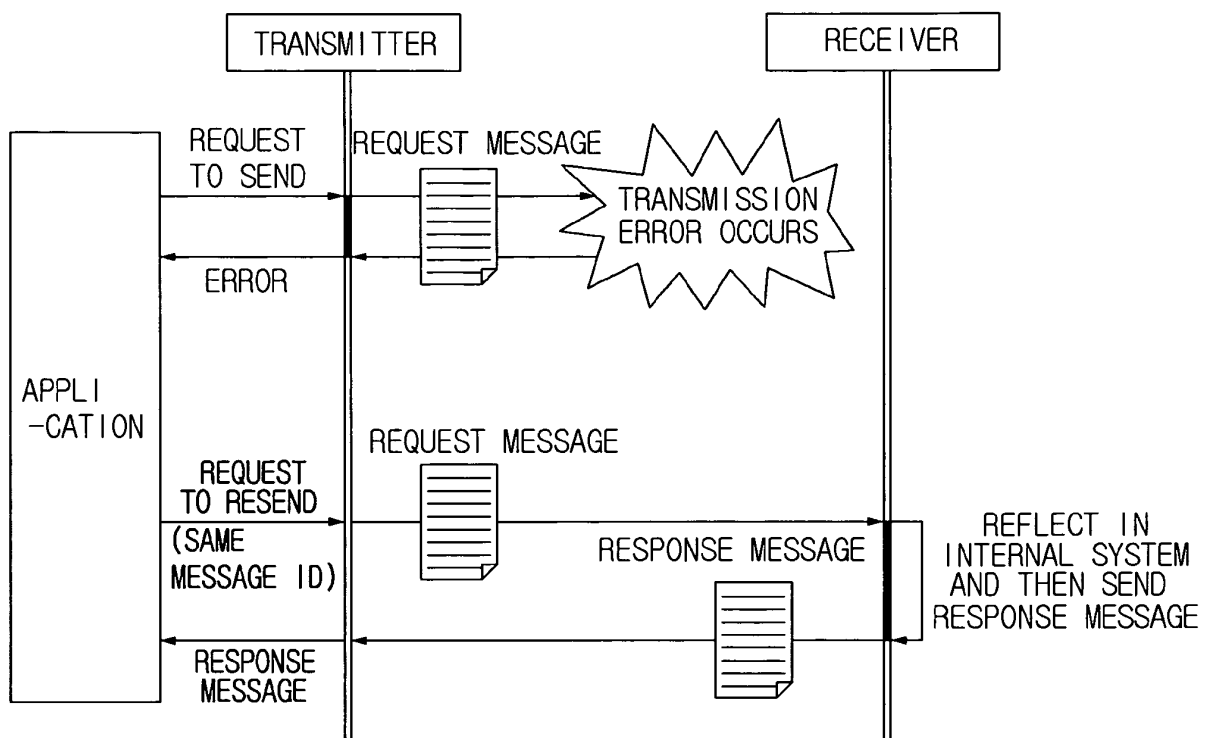 TRANSMITTER
RECEIVER
REQUEST
TO SEND
REQUEST MESSAGE
TRANSMISSION
ERROR OCCURS
ERROR
APPLI
-CATION
REQUEST MESSAGE
REQUEST
TO RESEND
(SAME
MESSAGE ID)
RESPONSE MESSAGE
REFLECT IN
INTERNAL SYSTEM
AND THEN SEND
RESPONSE MESSAGE
RESPONSE
MESSAGE